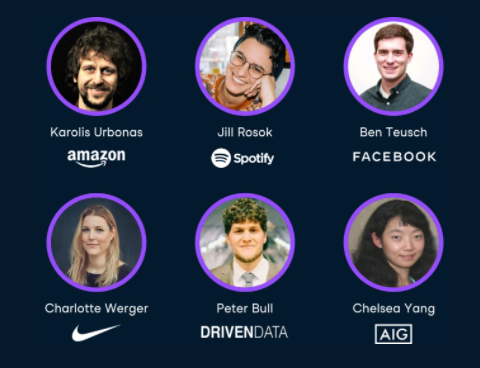 Karolis Urbonas
Jill Rosok
Ben Teusch
amazon
Spotify
FACEBOOK
Charlotte Werger
Peter Bull
Chelsea Yang
DRIVENDATA
AIG